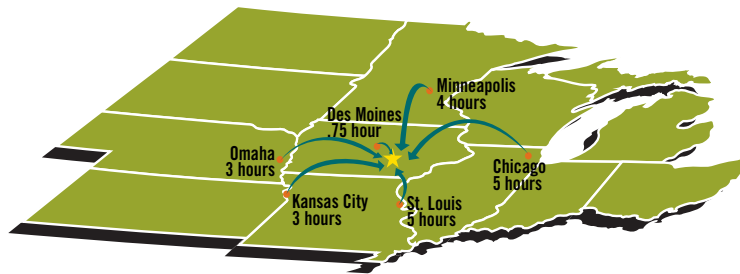 Minneapolis
4 hours
Des Moines
.75 hour
Omaha
3 hours
Chicago
5 hours
Kansas City
3 hours
St. Louis
5 hours